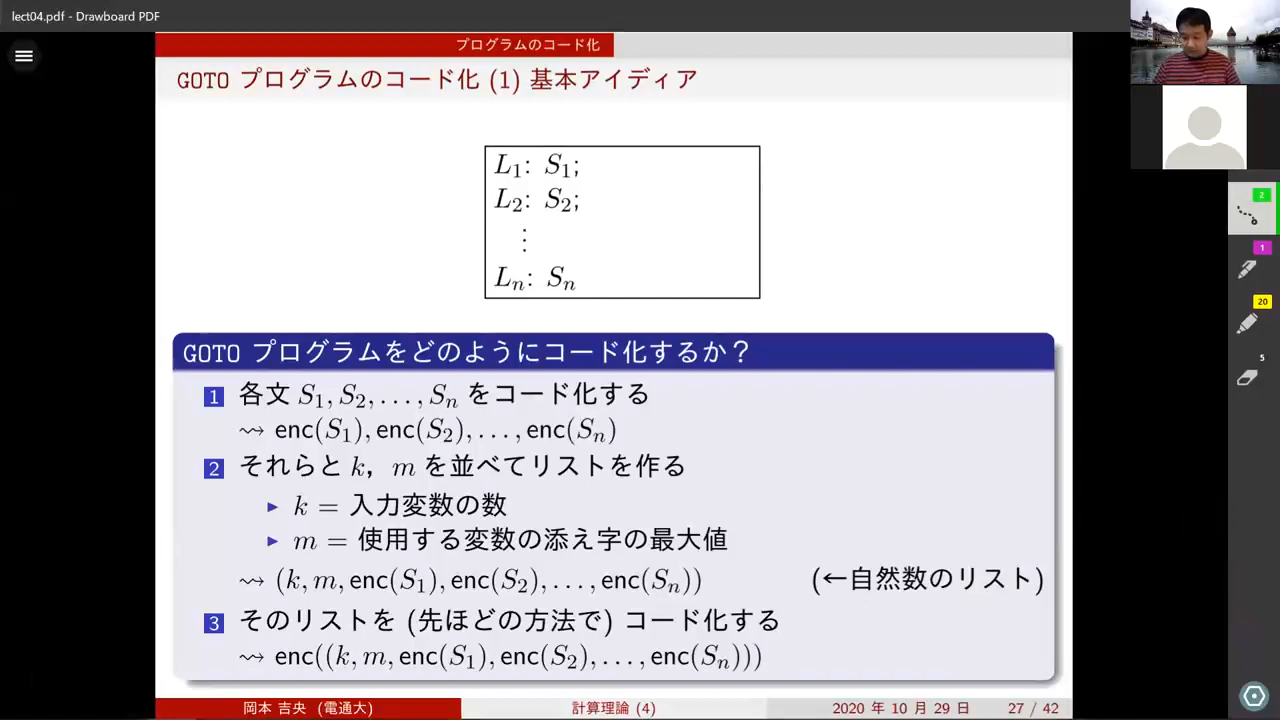 lect04.pdf - Drawboard PDF
プログラムのコード化
GOTO プログラムのコード化 (1) 基本アイディア
L₁: S₁;
L₂: S₂;
⋮
Lₙ: Sₙ
GOTO プログラムをどのようにコード化するか？
1 各文 S₁, S₂, . . . , Sₙ をコード化する
⇝ enc(S₁), enc(S₂), . . . , enc(Sₙ)
2 それらと k，m を並べてリストを作る
▶ k = 入力変数の数
▶ m = 使用する変数の添え字の最大値
⇝ (k, m, enc(S₁), enc(S₂), . . . , enc(Sₙ)) (←自然数のリスト)
3 そのリストを (先ほどの方法で) コード化する
⇝ enc((k, m, enc(S₁), enc(S₂), . . . , enc(Sₙ)))
岡本 吉央 (電通大) 計算理論 (4) 2020 年 10 月 29 日 27 / 42
2
1
20
5